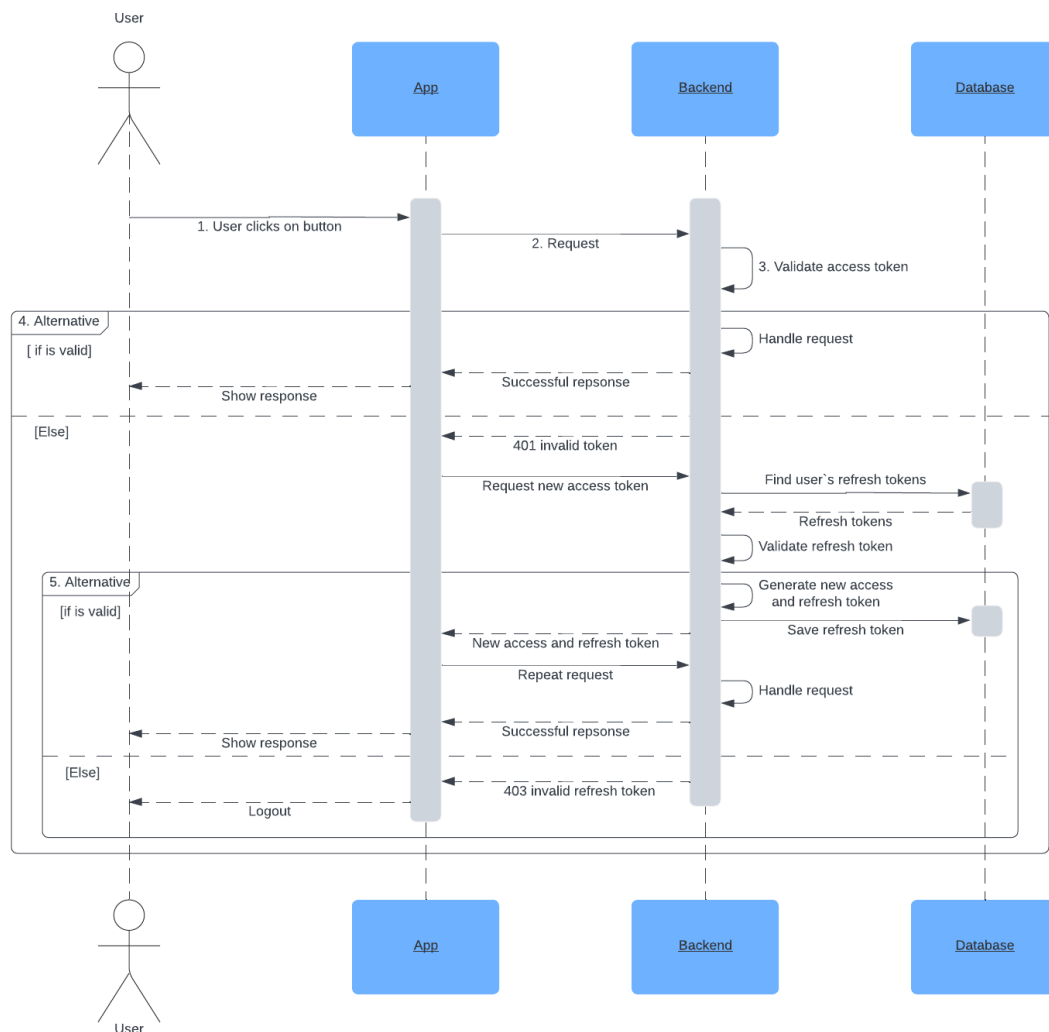 User
App
Backend
Database
1. User clicks on button
2. Request
3. Validate access token
4. Alternative
[ if is valid]
Handle request
Successful repsonse
Show response
[Else]
401 invalid token
Request new access token
Find user`s refresh tokens
Refresh tokens
Validate refresh token
5. Alternative
[if is valid]
Generate new access
and refresh token
Save refresh token
New access and refresh token
Repeat request
Handle request
Successful repsonse
Show response
[Else]
403 invalid refresh token
Logout
App
Backend
Database
User